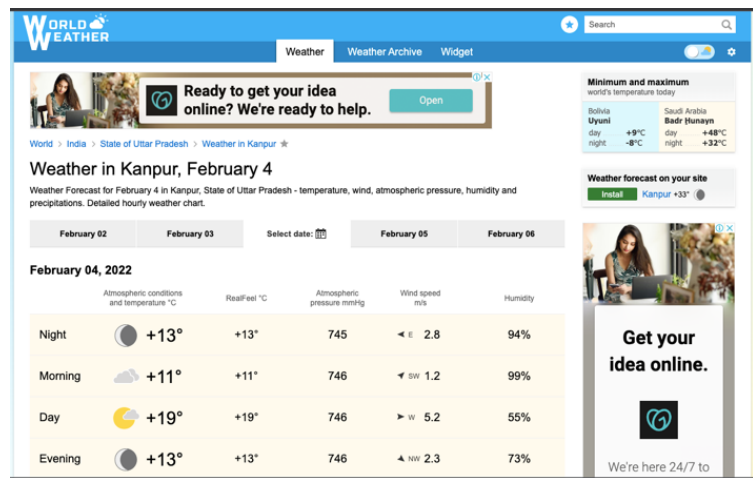 WORLD
WEATHER
Search
Weather
Weather Archive
Widget
Ready to get your idea
online? We're ready to help.
Open
World > India > State of Uttar Pradesh > Weather in Kanpur
Weather in Kanpur, February 4
Weather Forecast for February 4 in Kanpur, State of Uttar Pradesh - temperature, wind, atmospheric pressure, humidity and
precipitations. Detailed hourly weather chart.
February 02
February 03
Select date:
February 05
February 06
February 04, 2022
Atmospheric conditions
and temperature °C
RealFeel °C
Atmospheric
pressure mmHg
Wind speed
m/s
Humidity
Night +13° +13° 745 E 2.8 94%
Morning +11° +11° 746 SW 1.2 99%
Day +19° +19° 746 W 5.2 55%
Evening +13° +13° 746 NW 2.3 73%
Minimum and maximum
world's temperature today
Bolivia
Uyuni
day +9°C
night -8°C
Saudi Arabia
Badr Ḩunayn
day +48°C
night +32°C
Weather forecast on your site
Install Kanpur +33°
Get your
idea online.
We're here 24/7 to